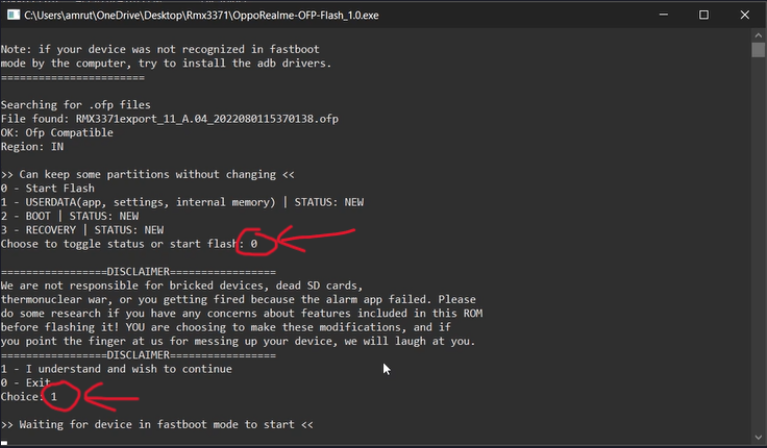 C:\Users\amrut\OneDrive\Desktop\Rmx3371\OppoRealme-OFP-Flash_1.0.exe
Note: if your device was not recognized in fastboot
mode by the computer, try to install the adb drivers.
=======================
Searching for .ofp files
File found: RMX3371export_11_A.04_2022080115370138.ofp
OK: Ofp Compatible
Region: IN
>> Can keep some partitions without changing <<
0 - Start Flash
1 - USERDATA(app, settings, internal memory) | STATUS: NEW
2 - BOOT | STATUS: NEW
3 - RECOVERY | STATUS: NEW
Choose to toggle status or start flash: 0
=================DISCLAIMER=================
We are not responsible for bricked devices, dead SD cards,
thermonuclear war, or you getting fired because the alarm app failed. Please
do some research if you have any concerns about features included in this ROM
before flashing it! YOU are choosing to make these modifications, and if
you point the finger at us for messing up your device, we will laugh at you.
=================DISCLAIMER=================
1 - I understand and wish to continue
0 - Exit
Choice: 1
>> Waiting for device in fastboot mode to start <<